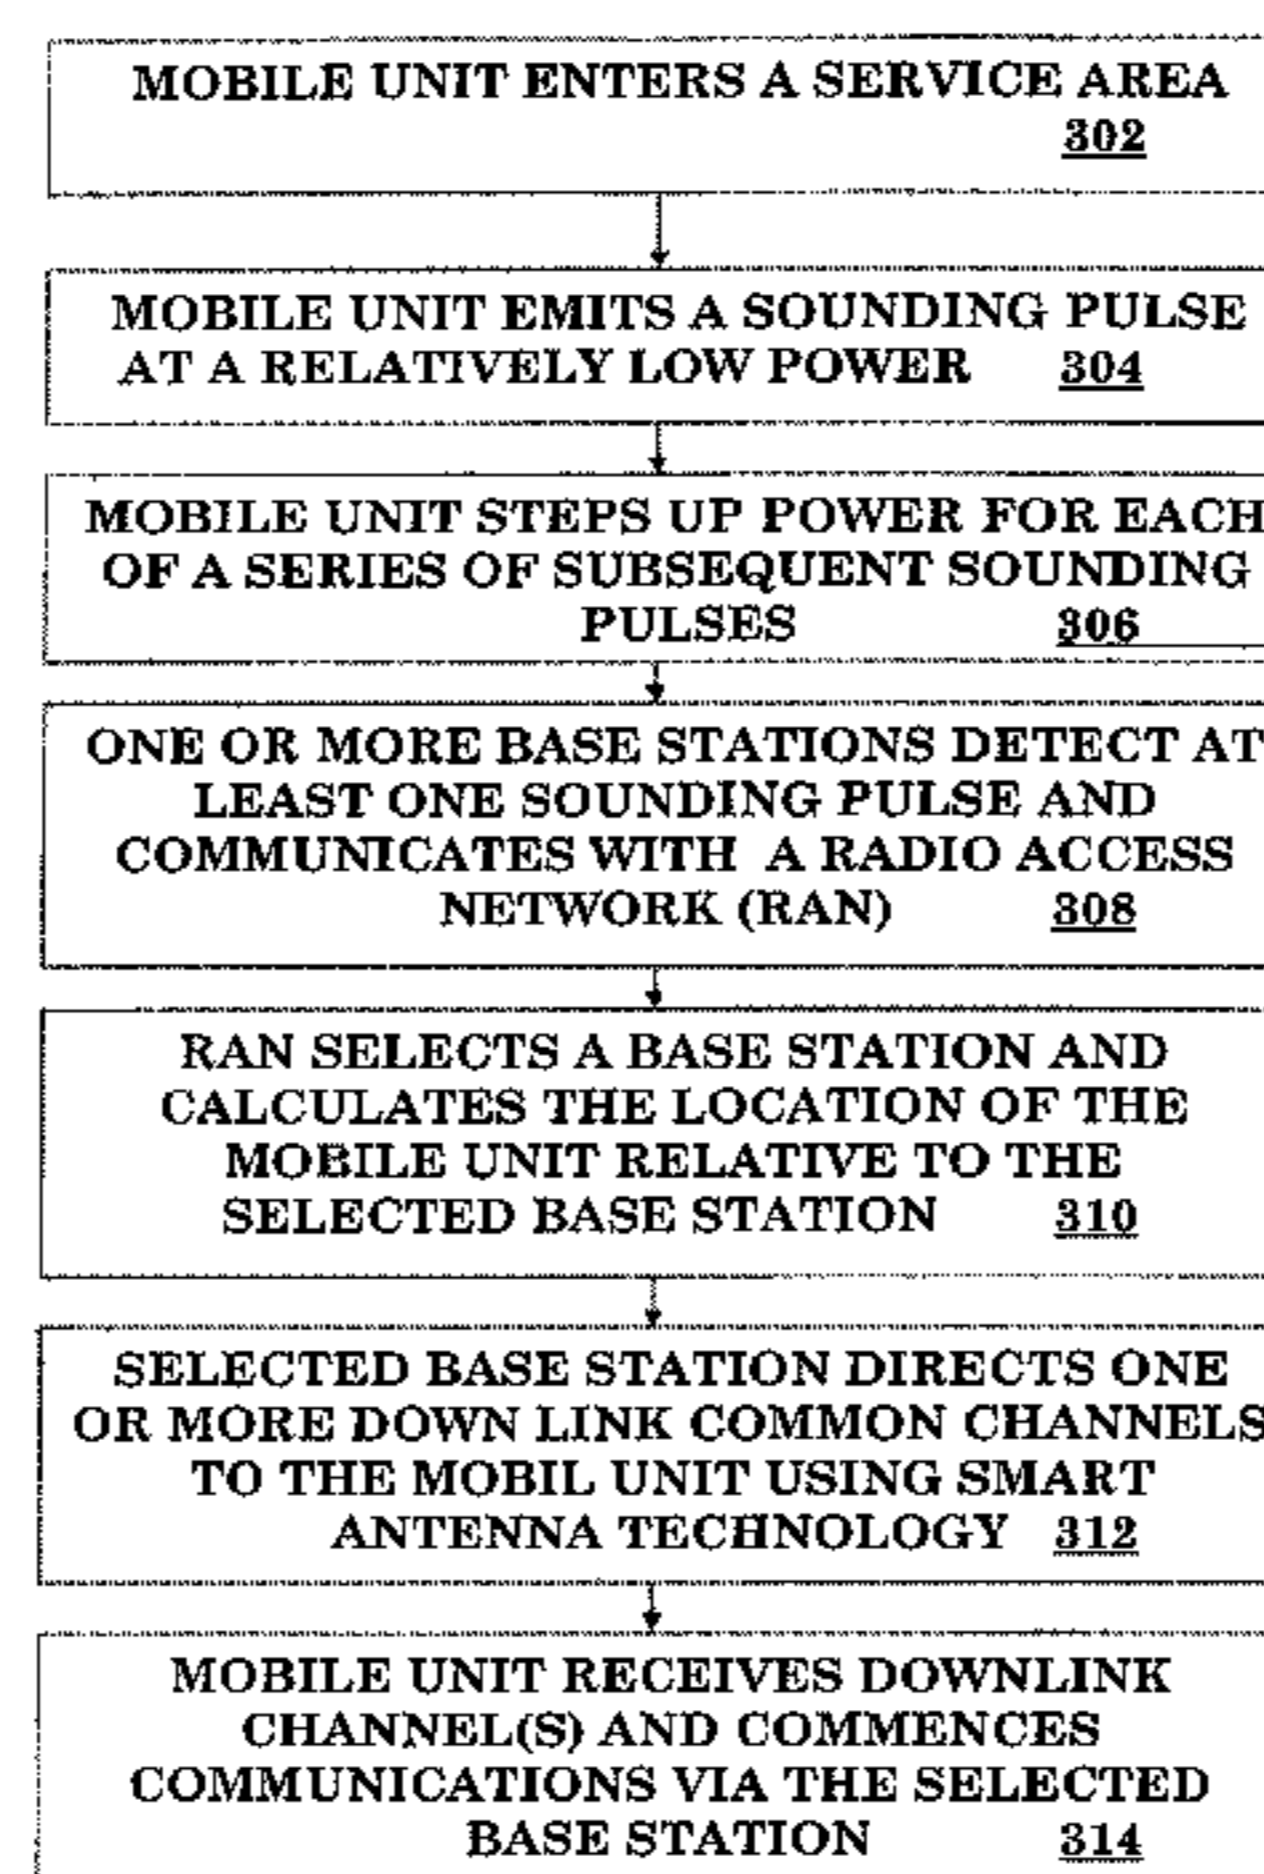 MOBILE UNIT ENTERS A SERVICE AREA
302
MOBILE UNIT EMITS A SOUNDING PULSE
AT A RELATIVELY LOW POWER 304
MOBILE UNIT STEPS UP POWER FOR EACH
OF A SERIES OF SUBSEQUENT SOUNDING
PULSES 306
ONE OR MORE BASE STATIONS DETECT AT
LEAST ONE SOUNDING PULSE AND
COMMUNICATES WITH A RADIO ACCESS
NETWORK (RAN) 308
RAN SELECTS A BASE STATION AND
CALCULATES THE LOCATION OF THE
MOBILE UNIT RELATIVE TO THE
SELECTED BASE STATION 310
SELECTED BASE STATION DIRECTS ONE
OR MORE DOWN LINK COMMON CHANNELS
TO THE MOBIL UNIT USING SMART
ANTENNA TECHNOLOGY 312
MOBILE UNIT RECEIVES DOWNLINK
CHANNEL(S) AND COMMENCES
COMMUNICATIONS VIA THE SELECTED
BASE STATION 314